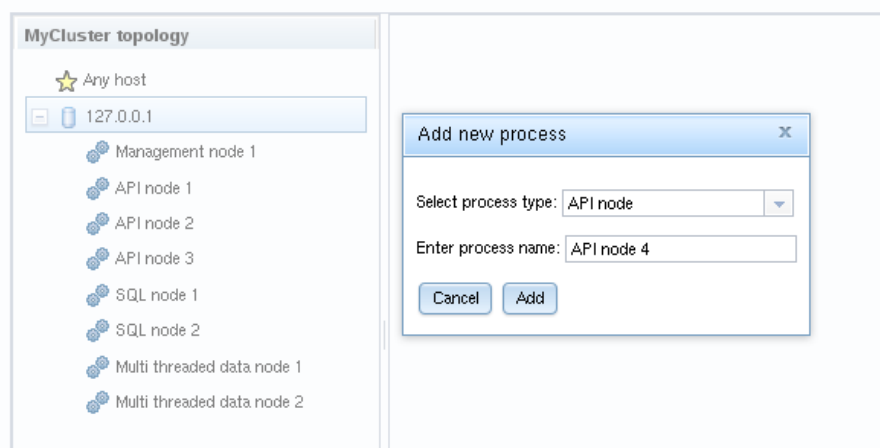 MyCluster topology
Any host
127.0.0.1
Management node 1
API node 1
API node 2
API node 3
SQL node 1
SQL node 2
Multi threaded data node 1
Multi threaded data node 2
Add new process
x
Select process type: API node
Enter process name: API node 4
Cancel Add